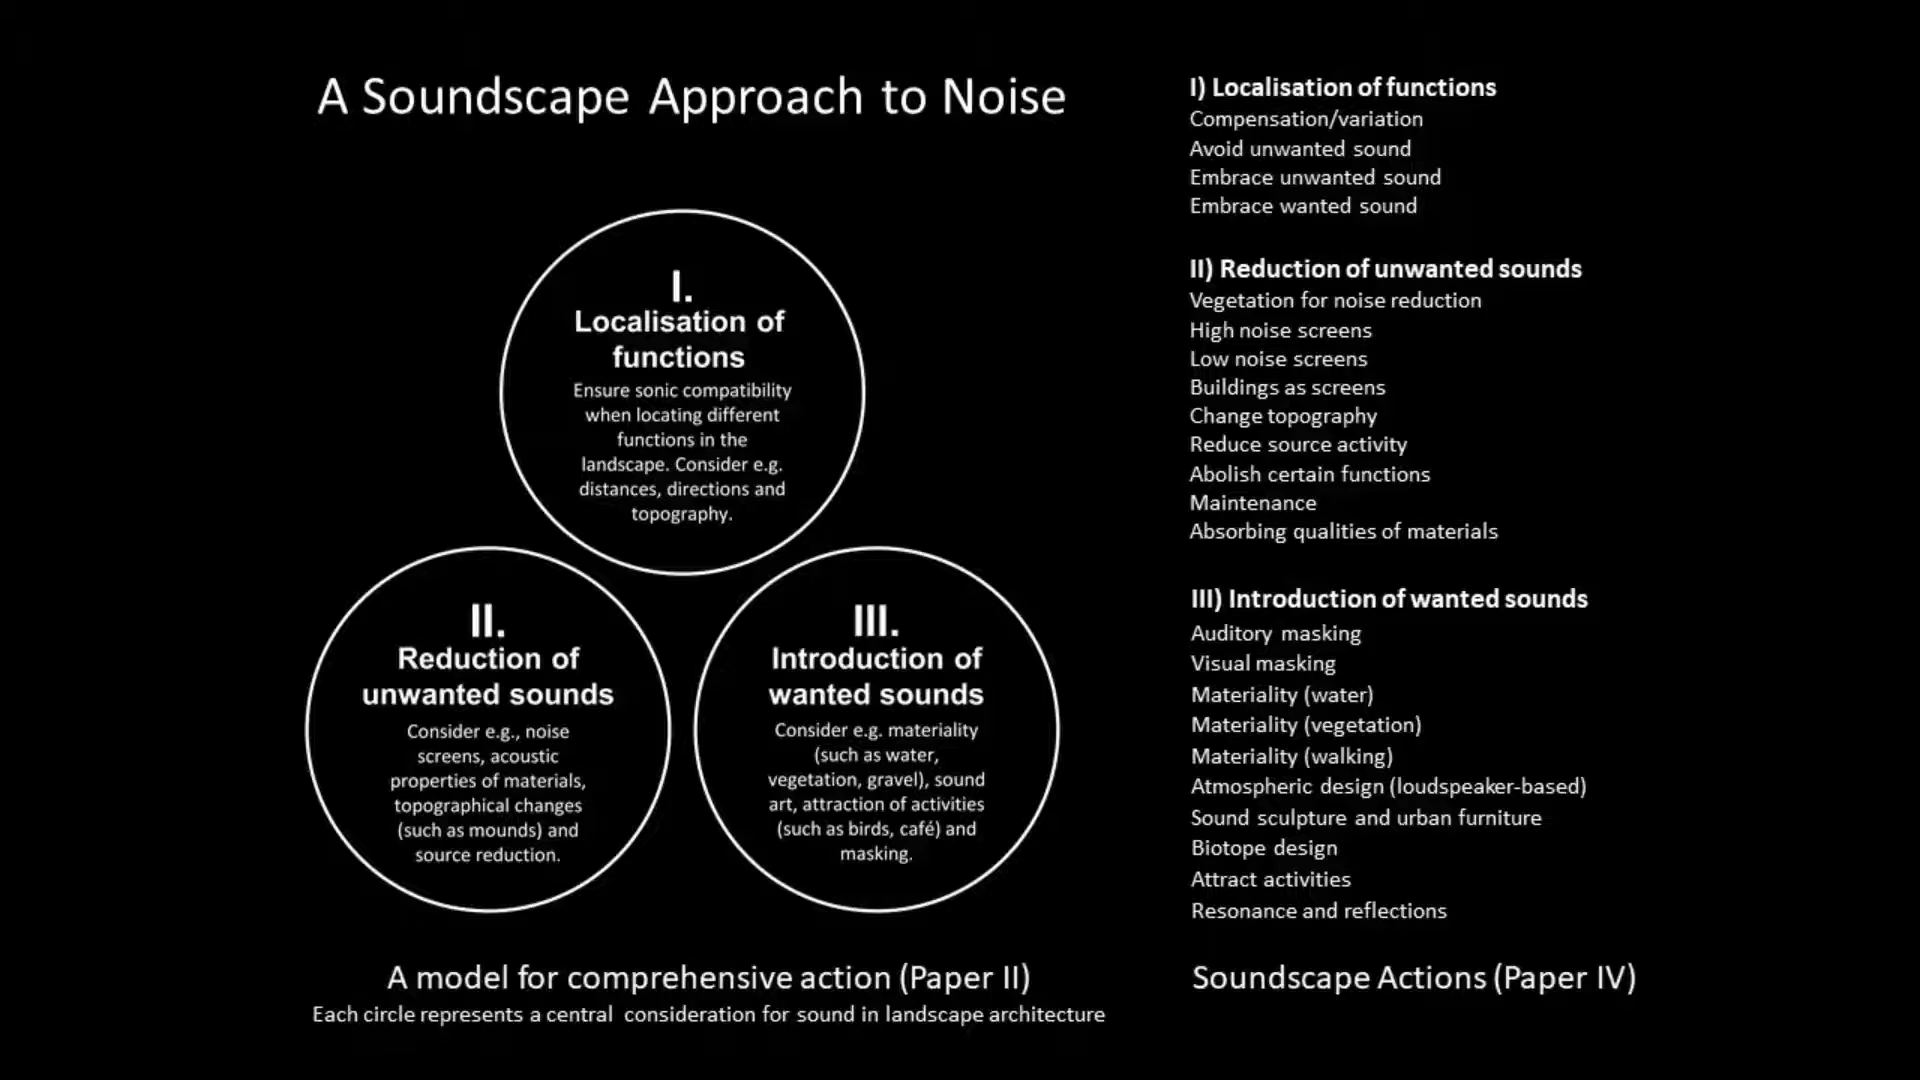 A Soundscape Approach to Noise
I.
Localisation of
functions
Ensure sonic compatibility
when locating different
functions in the
landscape. Consider e.g.
distances, directions and
topography.
II.
Reduction of
unwanted sounds
Consider e.g., noise
screens, acoustic
properties of materials,
topographical changes
(such as mounds) and
source reduction.
III.
Introduction of
wanted sounds
Consider e.g. materiality
(such as water,
vegetation, gravel), sound
art, attraction of activities
(such as birds, café) and
masking.
A model for comprehensive action (Paper II)
Each circle represents a central consideration for sound in landscape architecture
I) Localisation of functions
Compensation/variation
Avoid unwanted sound
Embrace unwanted sound
Embrace wanted sound
II) Reduction of unwanted sounds
Vegetation for noise reduction
High noise screens
Low noise screens
Buildings as screens
Change topography
Reduce source activity
Abolish certain functions
Maintenance
Absorbing qualities of materials
III) Introduction of wanted sounds
Auditory masking
Visual masking
Materiality (water)
Materiality (vegetation)
Materiality (walking)
Atmospheric design (loudspeaker-based)
Sound sculpture and urban furniture
Biotope design
Attract activities
Resonance and reflections
Soundscape Actions (Paper IV)